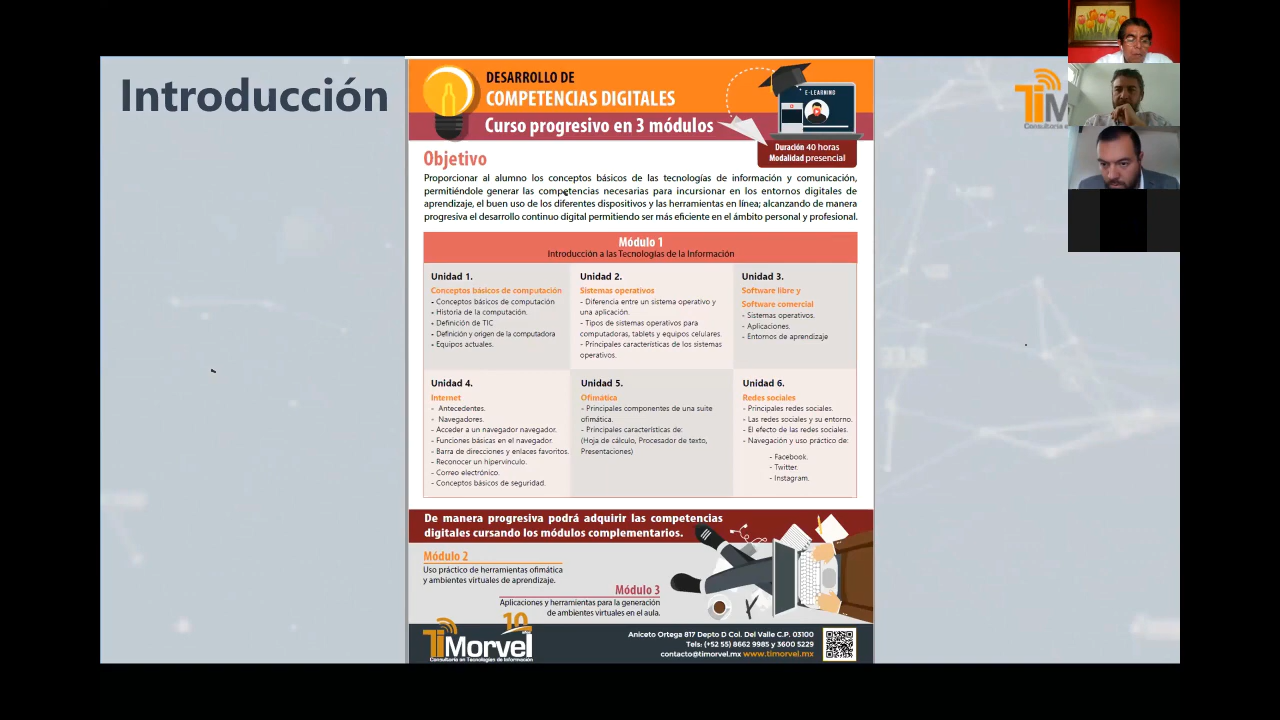 Introducción
DESARROLLO DE
COMPETENCIAS DIGITALES
Curso progresivo en 3 módulos
E-LEARNING
Duración 40 horas
Modalidad presencial
Objetivo
Proporcionar al alumno los conceptos básicos de las tecnologías de información y comunicación,
permitiéndole generar las competencias necesarias para incursionar en los entornos digitales de
aprendizaje, el buen uso de los diferentes dispositivos y las herramientas en línea; alcanzando de manera
progresiva el desarrollo continuo digital permitiendo ser más eficiente en el ámbito personal y profesional.
Módulo 1
Introducción a las Tecnologías de la Información
Unidad 1.
Conceptos básicos de computación
- Conceptos básicos de computación
- Historia de la computación.
- Definición de TIC
- Definición y origen de la computadora
- Equipos actuales.
Unidad 2.
Sistemas operativos
- Diferencia entre un sistema operativo y
una aplicación.
- Tipos de sistemas operativos para
computadoras, tablets y equipos celulares.
- Principales características de los sistemas
operativos.
Unidad 3.
Software libre y
Software comercial
- Sistemas operativos.
- Aplicaciones.
- Entornos de aprendizaje
Unidad 4.
Internet
- Antecedentes.
- Navegadores.
- Acceder a un navegador navegador.
- Funciones básicas en el navegador.
- Barra de direcciones y enlaces favoritos.
- Reconocer un hipervínculo.
- Correo electrónico.
- Conceptos básicos de seguridad.
Unidad 5.
Ofimática
- Principales componentes de una suite
ofimática.
- Principales características de:
(Hoja de cálculo, Procesador de texto,
Presentaciones)
Unidad 6.
Redes sociales
- Principales redes sociales.
- Las redes sociales y su entorno.
- El efecto de las redes sociales.
- Navegación y uso práctico de:
- Facebook.
- Twitter.
- Instagram.
De manera progresiva podrá adquirir las competencias
digitales cursando los módulos complementarios.
Módulo 2
Uso práctico de herramientas ofimática
y ambientes virtuales de aprendizaje.
Módulo 3
Aplicaciones y herramientas para la generación
de ambientes virtuales en el aula.
10
TiMorvel
Consultaría en Tecnologías de Información
Aniceto Ortega 817 Depto D Col. Del Valle C.P. 03100
Tels: (+52 55) 8662 9985 y 3600 5229
contacto@timorvel.mx www.timorvel.mx